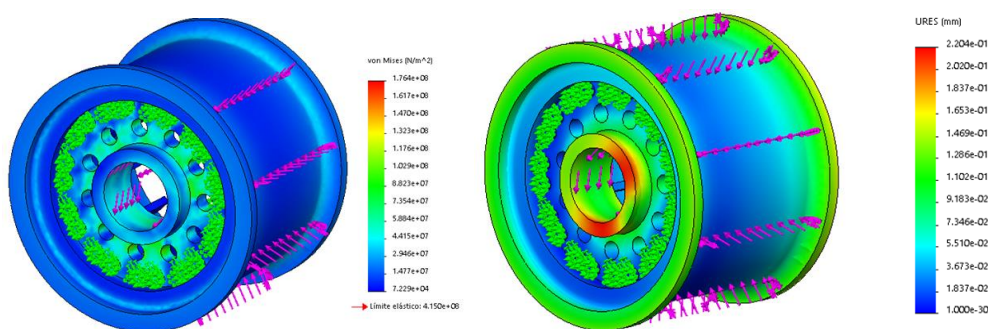 von Mises (N/m^2)
1.764e+08
1.617e+08
1.470e+08
1.323e+08
1.176e+08
1.029e+08
8.823e+07
7.354e+07
5.884e+07
4.415e+07
2.946e+07
1.477e+07
7.229e+04
Límite elástico: 4.150e+08
URES (mm)
2.204e-01
2.020e-01
1.837e-01
1.653e-01
1.469e-01
1.286e-01
1.102e-01
9.183e-02
7.346e-02
5.510e-02
3.673e-02
1.837e-02
1.000e-30